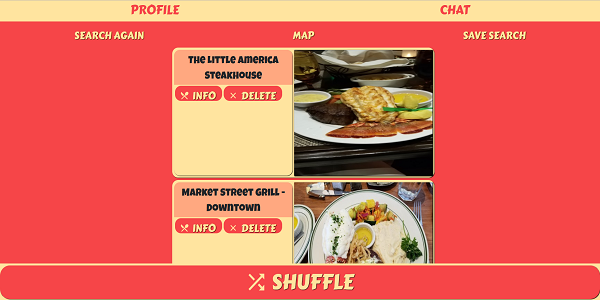 PROFILE CHAT
SEARCH AGAIN MAP SAVE SEARCH
The Little America
Steakhouse
INFO DELETE
Market Street Grill -
Downtown
INFO DELETE
SHUFFLE